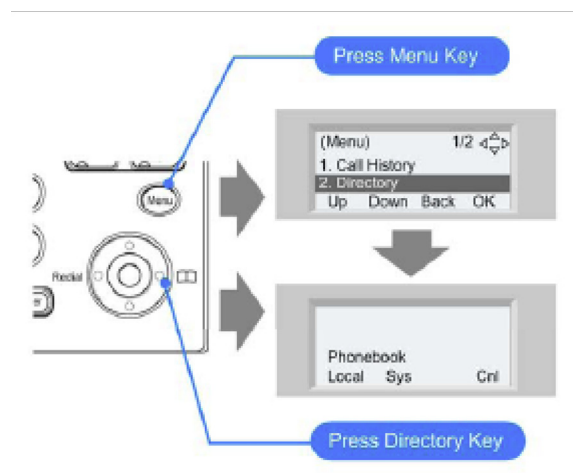 Press Menu Key
(Menu) 1/2
1. Call History
2. Directory
Up Down Back OK
Menu
Redial
Phonebook
Local Sys Cnl
Press Directory Key